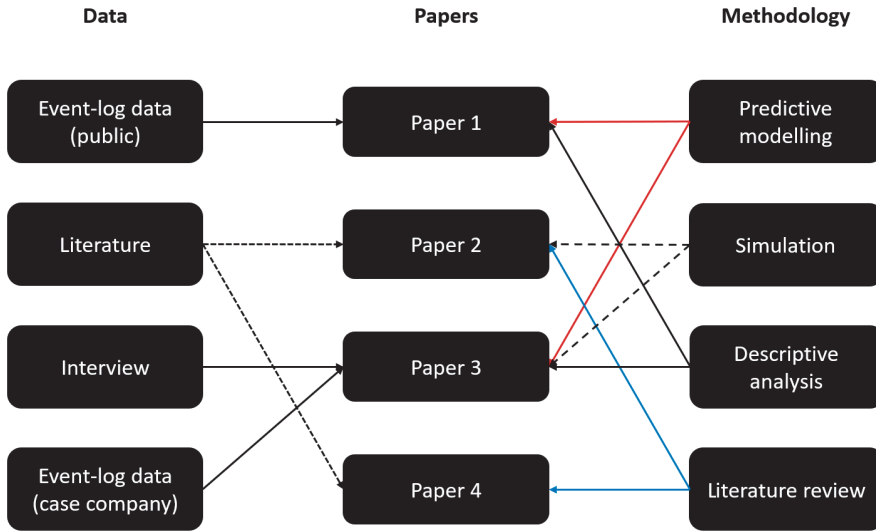 Data
Papers
Methodology
Event-log data
(public)
Paper 1
Predictive
modelling
Literature
Paper 2
Simulation
Interview
Paper 3
Descriptive
analysis
Event-log data
(case company)
Paper 4
Literature review